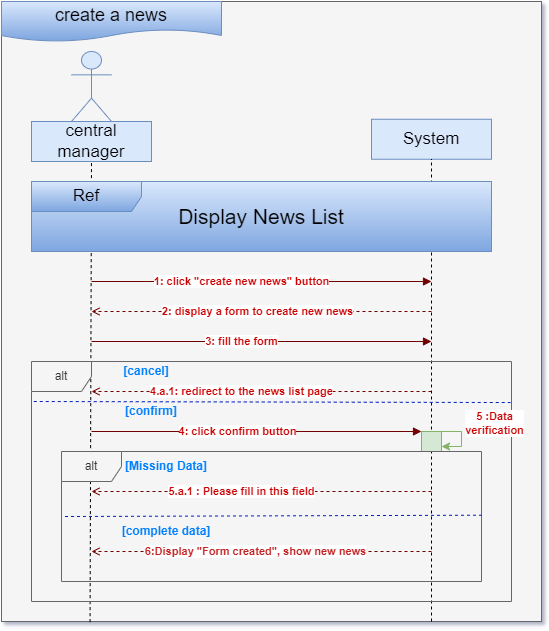 create a news
central
manager
System
Ref
Display News List
1: click "create new news" button
2: display a form to create new news
3: fill the form
alt
[cancel]
4.a.1: redirect to the news list page
[confirm]
4: click confirm button
5 :Data
verification
alt
[Missing Data]
5.a.1 : Please fill in this field
[complete data]
6:Display "Form created", show new news